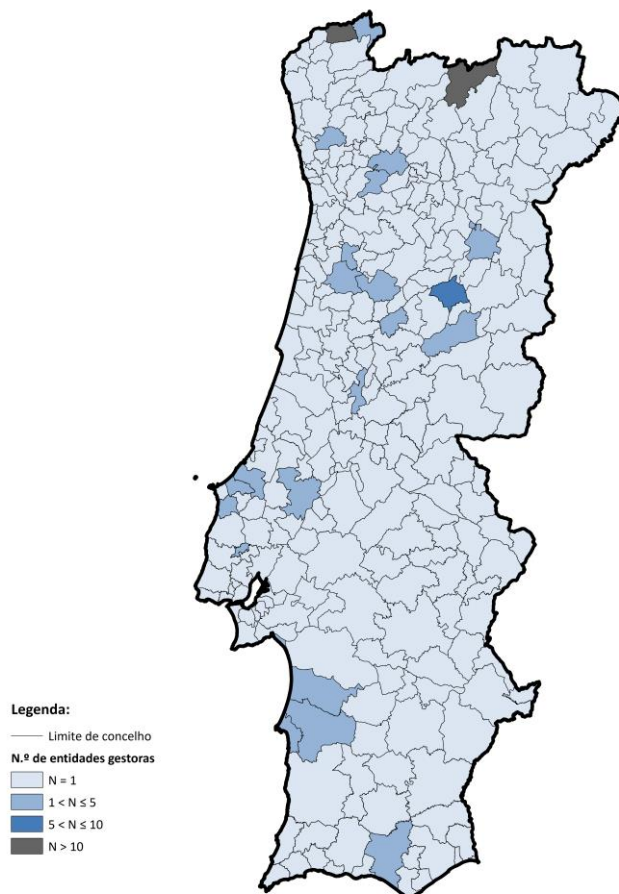 Legenda:
Limite de concelho
N.º de entidades gestoras
N = 1
1 < N ≤ 5
5 < N ≤ 10
N > 10